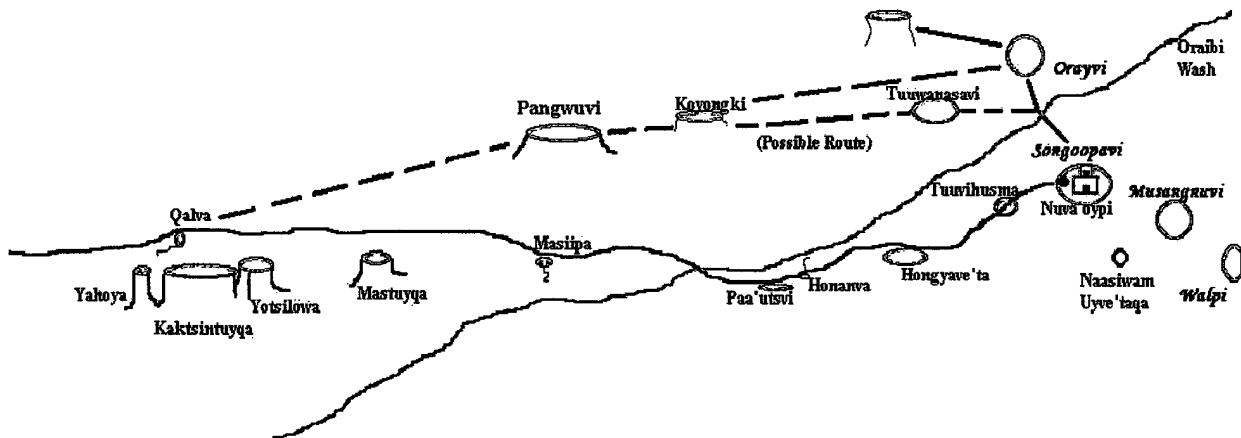 Oraibi
Wash
Orayvi
Koyongki
Tuuwanasavi
Pangwuvi
(Possible Route)
Songoopavi
Tuuvihusma
Musangnuvi
Qalva
Nuva oypi
Masiipa
Hongyave'ta
Yahoya
Mastuyqa
Honanva
Naasiwam
Uyve'taqa
Walpi
Yotsilowa
Paa'utsvi
Kaktsintuyqa